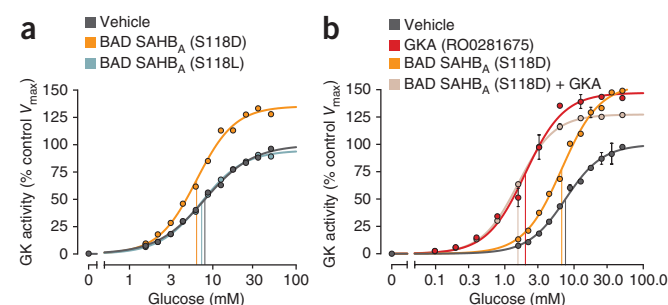 a
Vehicle
BAD SAHBA (S118D)
BAD SAHBA (S118L)
GK activity (% control Vmax)
150
125
100
75
50
25
0
0 1 3 10 30 100
Glucose (mM)
b
Vehicle
GKA (RO0281675)
BAD SAHBA (S118D)
BAD SAHBA (S118D) + GKA
GK activity (% control Vmax)
150
125
100
75
50
25
0
0 0.1 0.3 1.0 3.0 10.0 30.0 100.0
Glucose (mM)